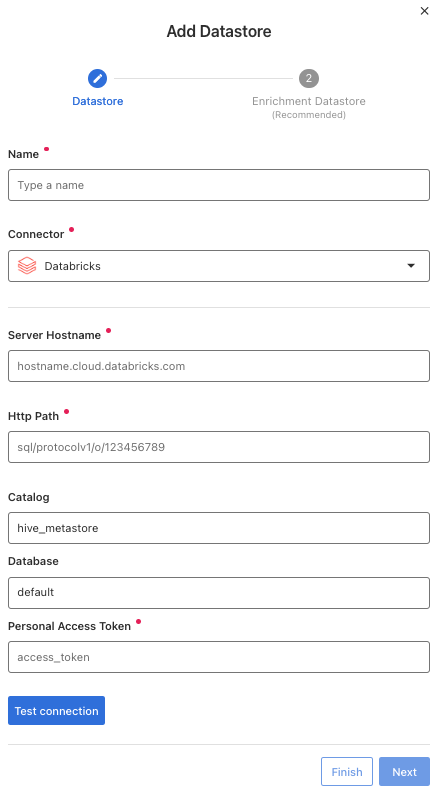 Add Datastore
2
Datastore
Enrichment Datastore
(Recommended)
Name
Type a name
Connector
Databricks
Server Hostname
hostname.cloud.databricks.com
Http Path
sql/protocolv1/o/123456789
Catalog
hive_metastore
Database
default
Personal Access Token
access_token
Test connection
Finish
Next